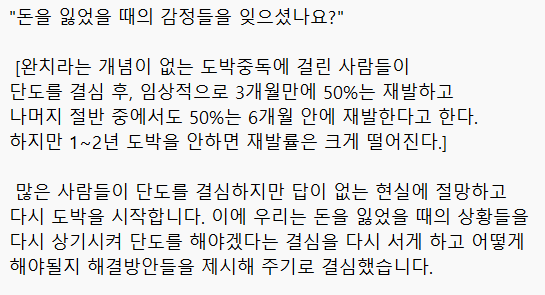 "돈을 잃었을 때의 감정들을 잊으셨나요?"
[완치라는 개념이 없는 도박중독에 걸린 사람들이
단도를 결심 후, 임상적으로 3개월만에 50%는 재발하고
나머지 절반 중에서도 50%는 6개월 안에 재발한다고 한다.
하지만 1~2년 도박을 안하면 재발률은 크게 떨어진다.]
많은 사람들이 단도를 결심하지만 답이 없는 현실에 절망하고
다시 도박을 시작합니다. 이에 우리는 돈을 잃었을 때의 상황들을
다시 상기시켜 단도를 해야겠다는 결심을 다시 서게 하고 어떻게
해야될지 해결방안들을 제시해 주기로 결심했습니다.